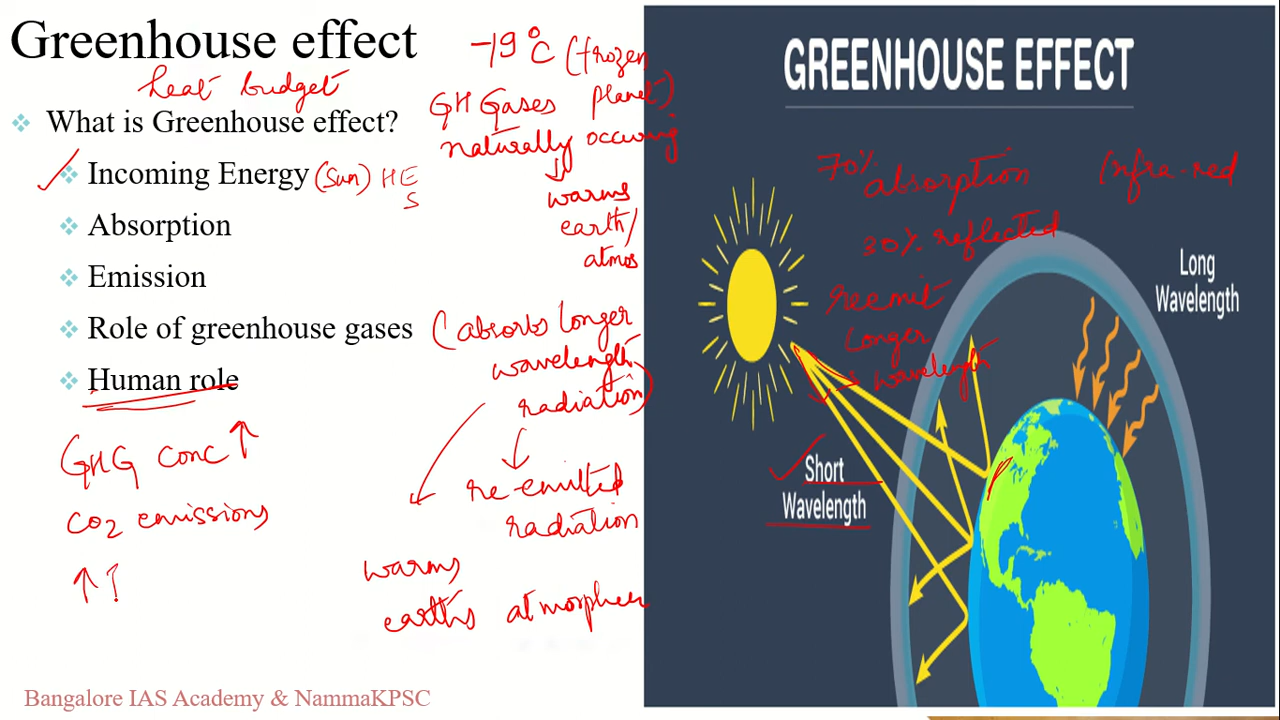 Greenhouse effect
heat budget
What is Greenhouse effect?
Incoming Energy (Sun) HE
S
Absorption
Emission
Role of greenhouse gases
Human role
GHG conc ↑
CO2 emissions
↑
-19°C (frozen
GH Gases planet)
naturally occuring
warms
earth/
atmos
(absorbs longer
wavelength
radiation)
re-emitted
radiation
warms
earth's
GREENHOUSE EFFECT
70%
absorption
Infra-red
30% reflected
reemit
Longer
wavelength
Long
Wavelength
Short
Wavelength
Bangalore IAS Academy & NammaKPSC